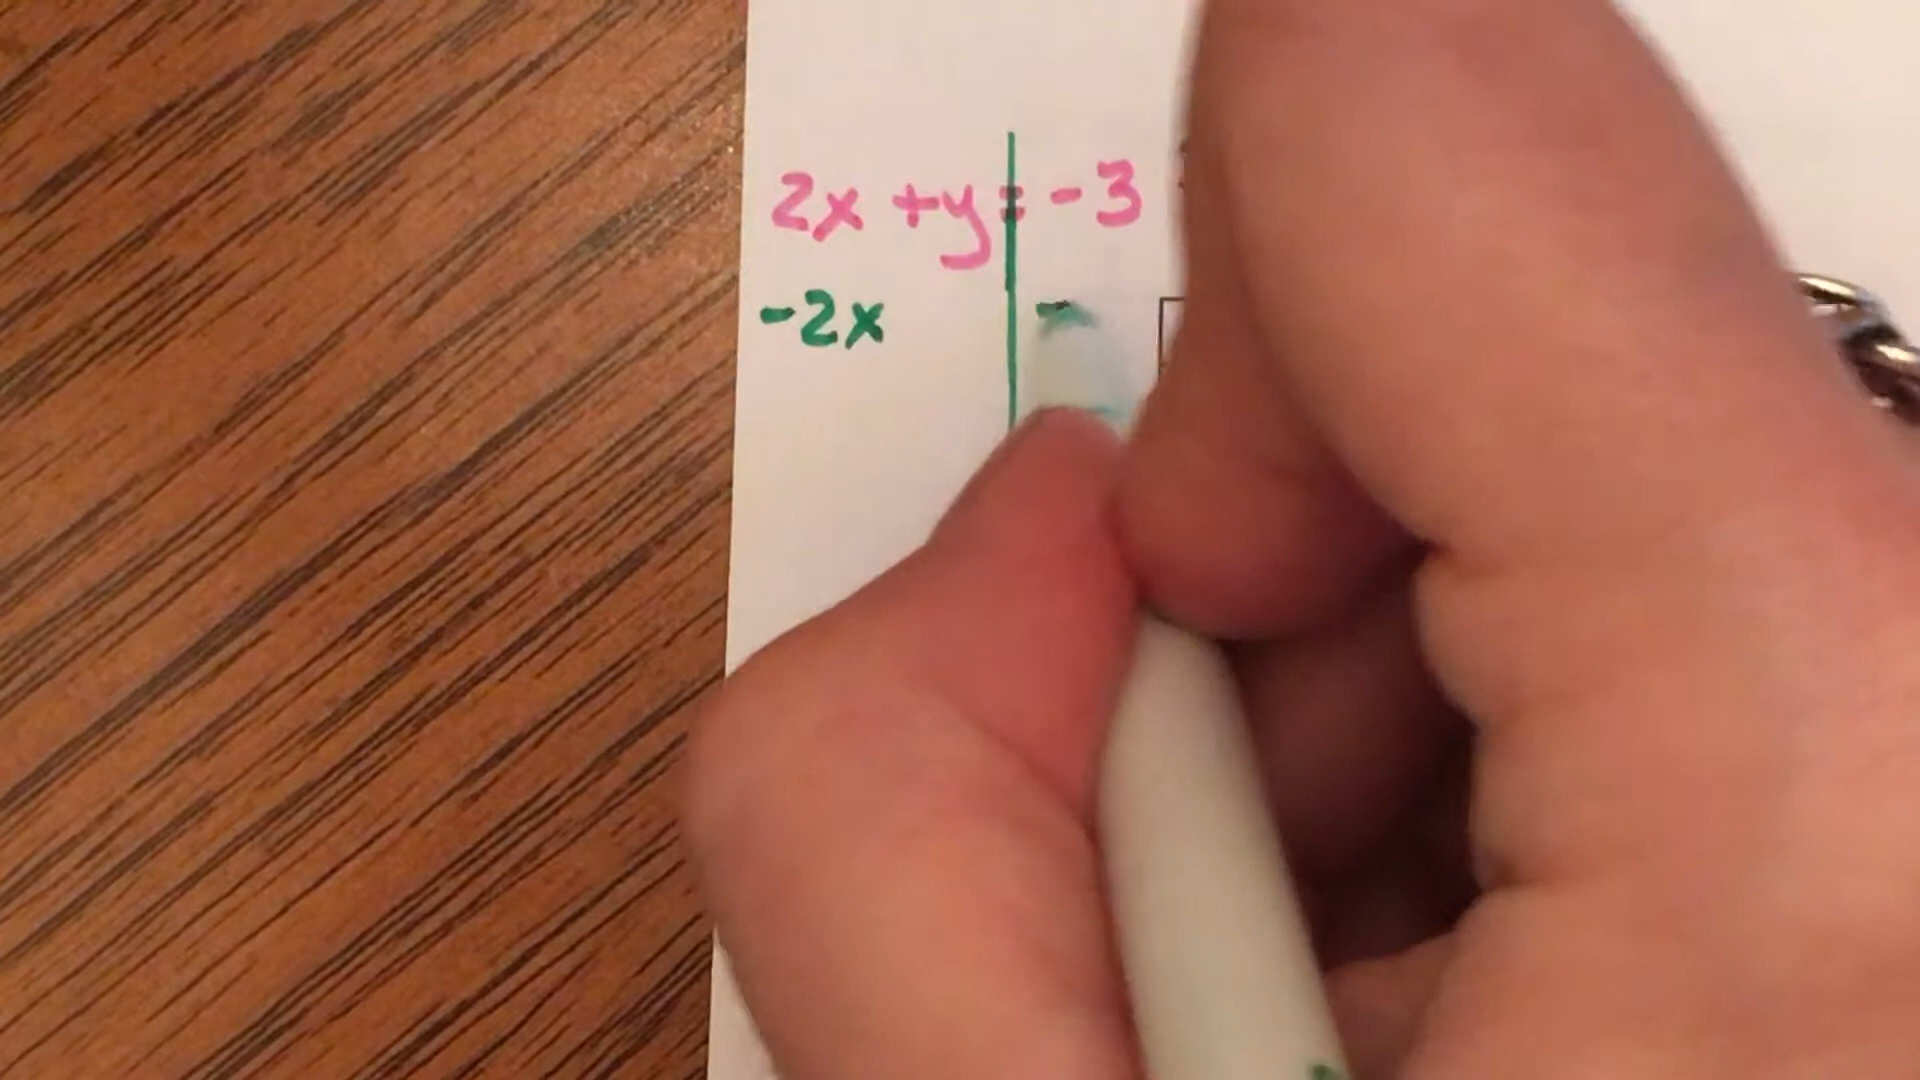 2x +y = -3
-2x -